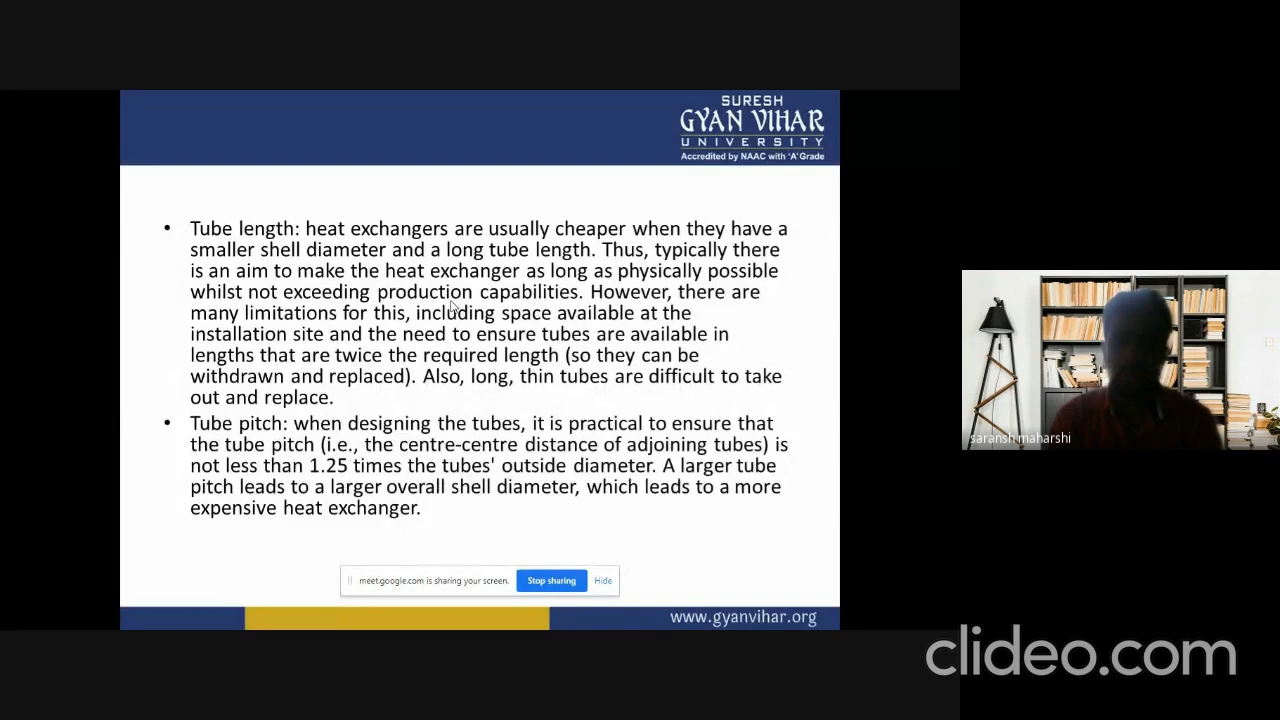 SURESH
GYAN VIHAR
UNIVERSITY
Accredited by NAAC with 'A' Grade
• Tube length: heat exchangers are usually cheaper when they have a
smaller shell diameter and a long tube length. Thus, typically there
is an aim to make the heat exchanger as long as physically possible
whilst not exceeding production capabilities. However, there are
many limitations for this, including space available at the
installation site and the need to ensure tubes are available in
lengths that are twice the required length (so they can be
withdrawn and replaced). Also, long, thin tubes are difficult to take
out and replace.
• Tube pitch: when designing the tubes, it is practical to ensure that
the tube pitch (i.e., the centre-centre distance of adjoining tubes) is
not less than 1.25 times the tubes' outside diameter. A larger tube
pitch leads to a larger overall shell diameter, which leads to a more
expensive heat exchanger.
meet.google.com is sharing your screen. Stop sharing Hide
www.gyanvihar.org
saransh maharshi
clideo.com